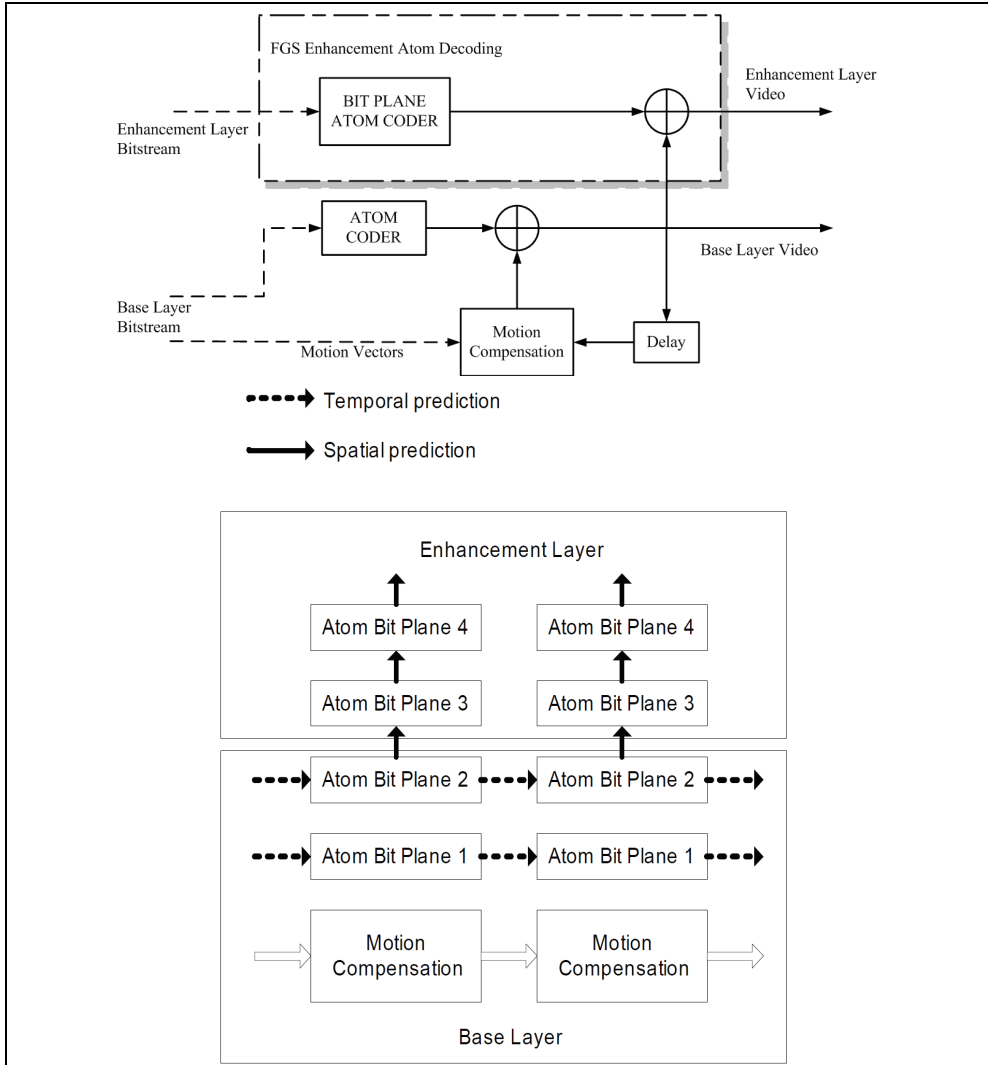 FGS Enhancement Atom Decoding
BIT PLANE
ATOM CODER
Enhancement Layer
Video
Enhancement Layer
Bitstream
ATOM
CODER
Base Layer Video
Base Layer
Bitstream
Motion Vectors
Motion
Compensation
Delay
Temporal prediction
Spatial prediction
Enhancement Layer
Atom Bit Plane 4
Atom Bit Plane 4
Atom Bit Plane 3
Atom Bit Plane 3
Atom Bit Plane 2
Atom Bit Plane 2
Atom Bit Plane 1
Atom Bit Plane 1
Motion
Compensation
Motion
Compensation
Base Layer